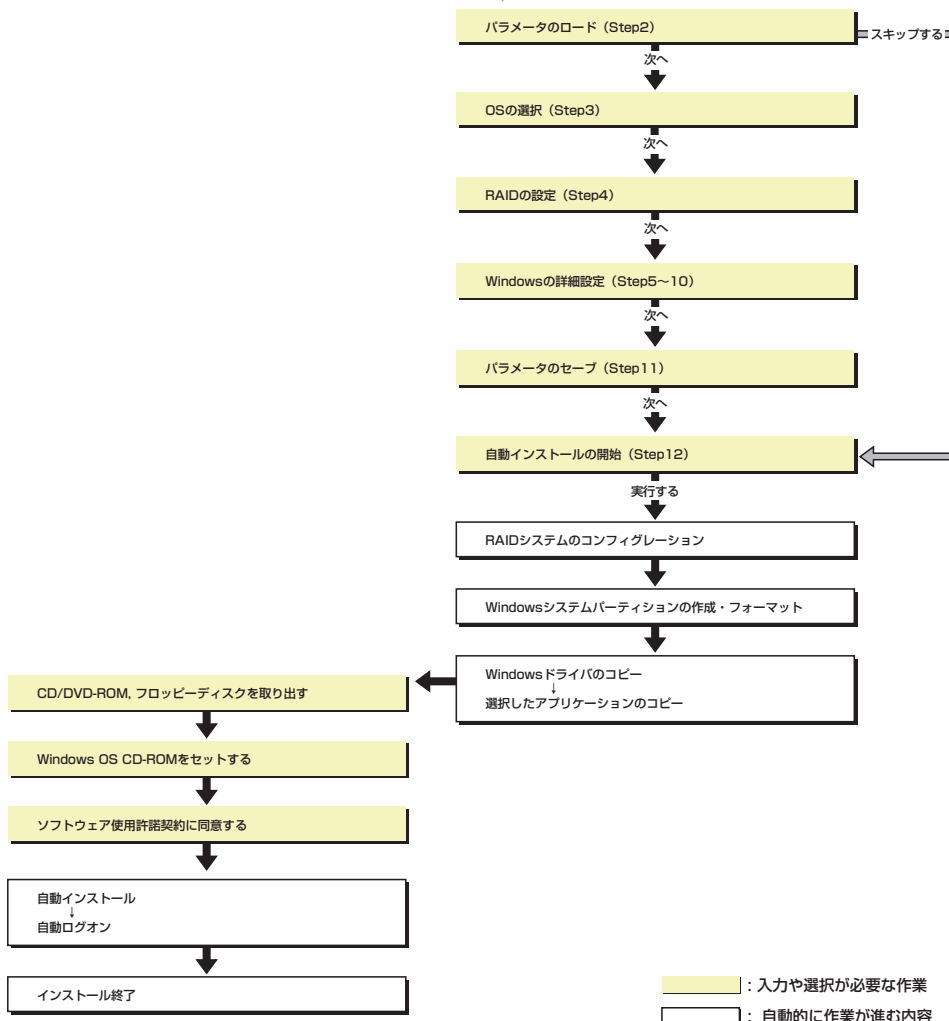 パラメータのロード（Step2）
スキップする
次へ
OSの選択（Step3）
次へ
RAIDの設定（Step4）
次へ
Windowsの詳細設定（Step5～10）
次へ
パラメータのセーブ（Step11）
次へ
自動インストールの開始（Step12）
実行する
RAIDシステムのコンフィグレーション
Windowsシステムパーティションの作成・フォーマット
Windowsドライバのコピー
↓
選択したアプリケーションのコピー
CD/DVD-ROM, フロッピーディスクを取り出す
Windows OS CD-ROMをセットする
ソフトウェア使用許諾契約に同意する
自動インストール
↓
自動ログオン
インストール終了
：入力や選択が必要な作業
：自動的に作業が進む内容